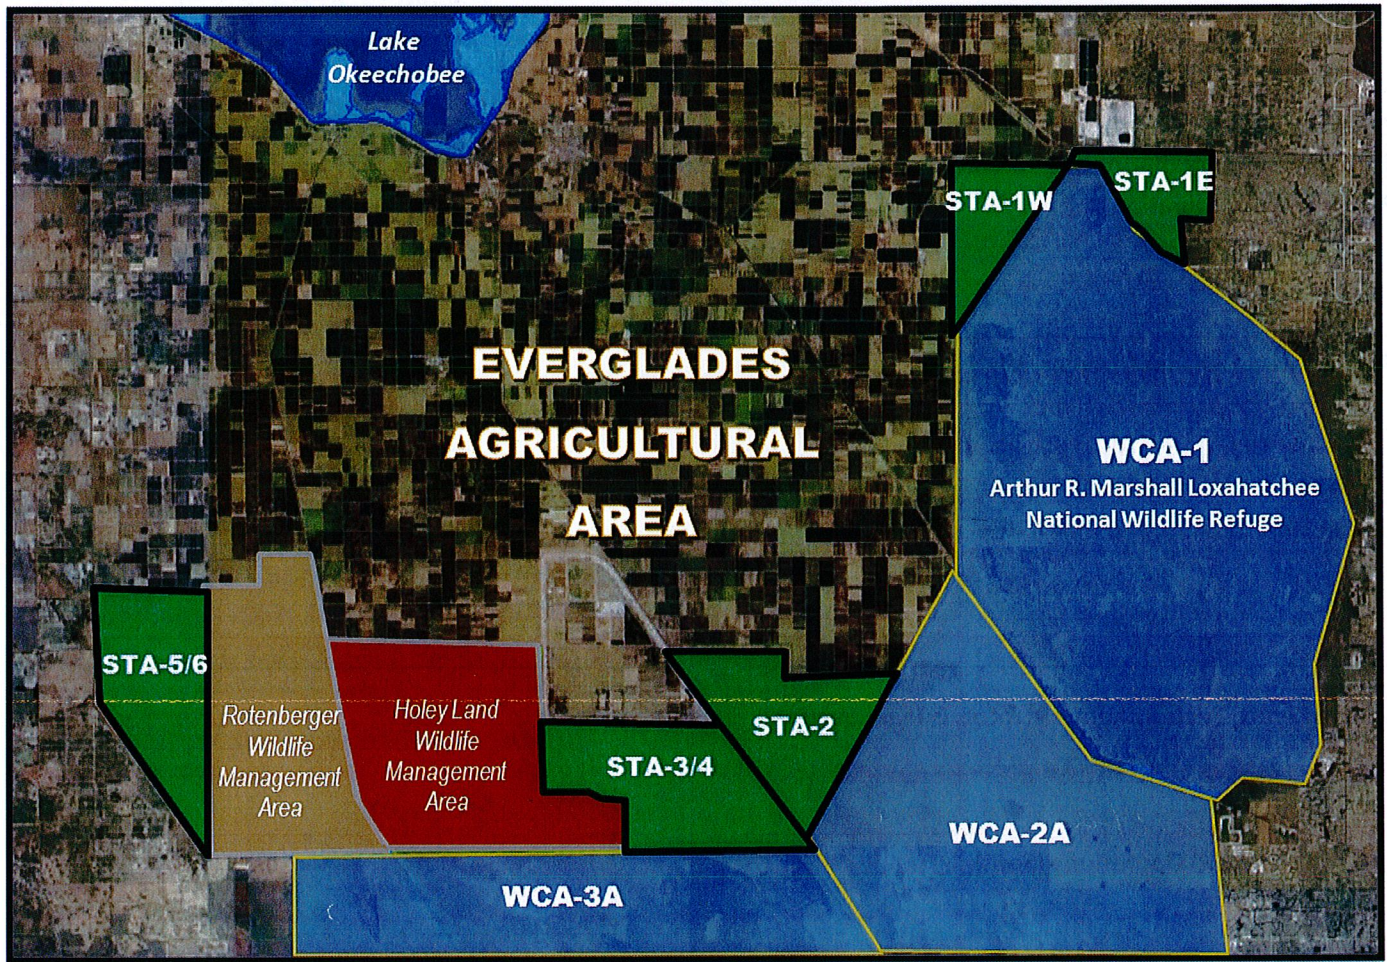 Lake
Okeechobee
STA-1W
STA-1E
EVERGLADES
AGRICULTURAL
AREA
WCA-1
Arthur R. Marshall Loxahatchee
National Wildlife Refuge
STA-5/6
Rotenberger
Wildlife
Management
Area
Holey Land
Wildlife
Management
Area
STA-2
STA-3/4
WCA-2A
WCA-3A